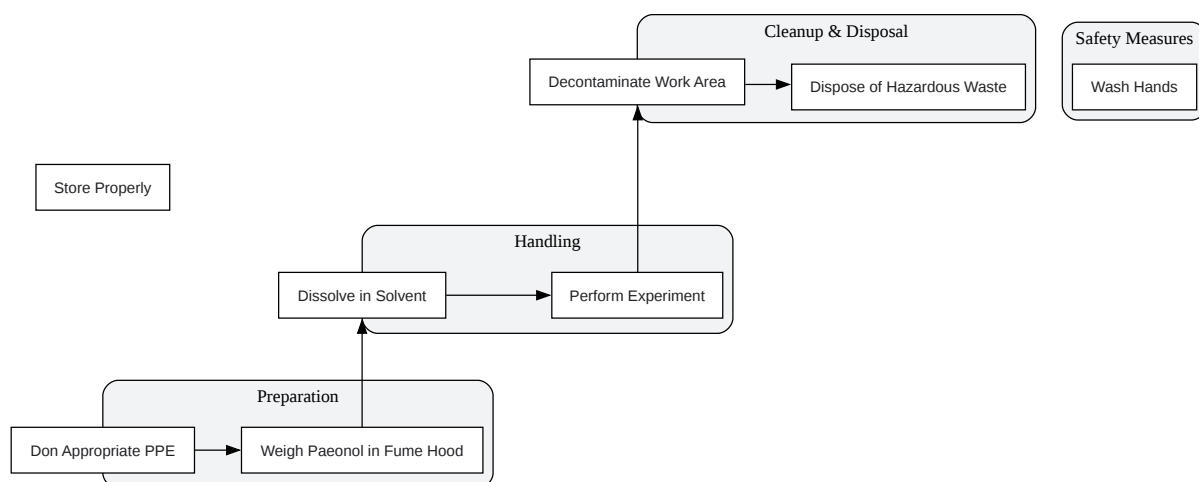 Cleanup & Disposal
Safety Measures
Decontaminate Work Area
Dispose of Hazardous Waste
Wash Hands
Store Properly
Handling
Dissolve in Solvent
Perform Experiment
Preparation
Don Appropriate PPE
Weigh Paeonol in Fume Hood